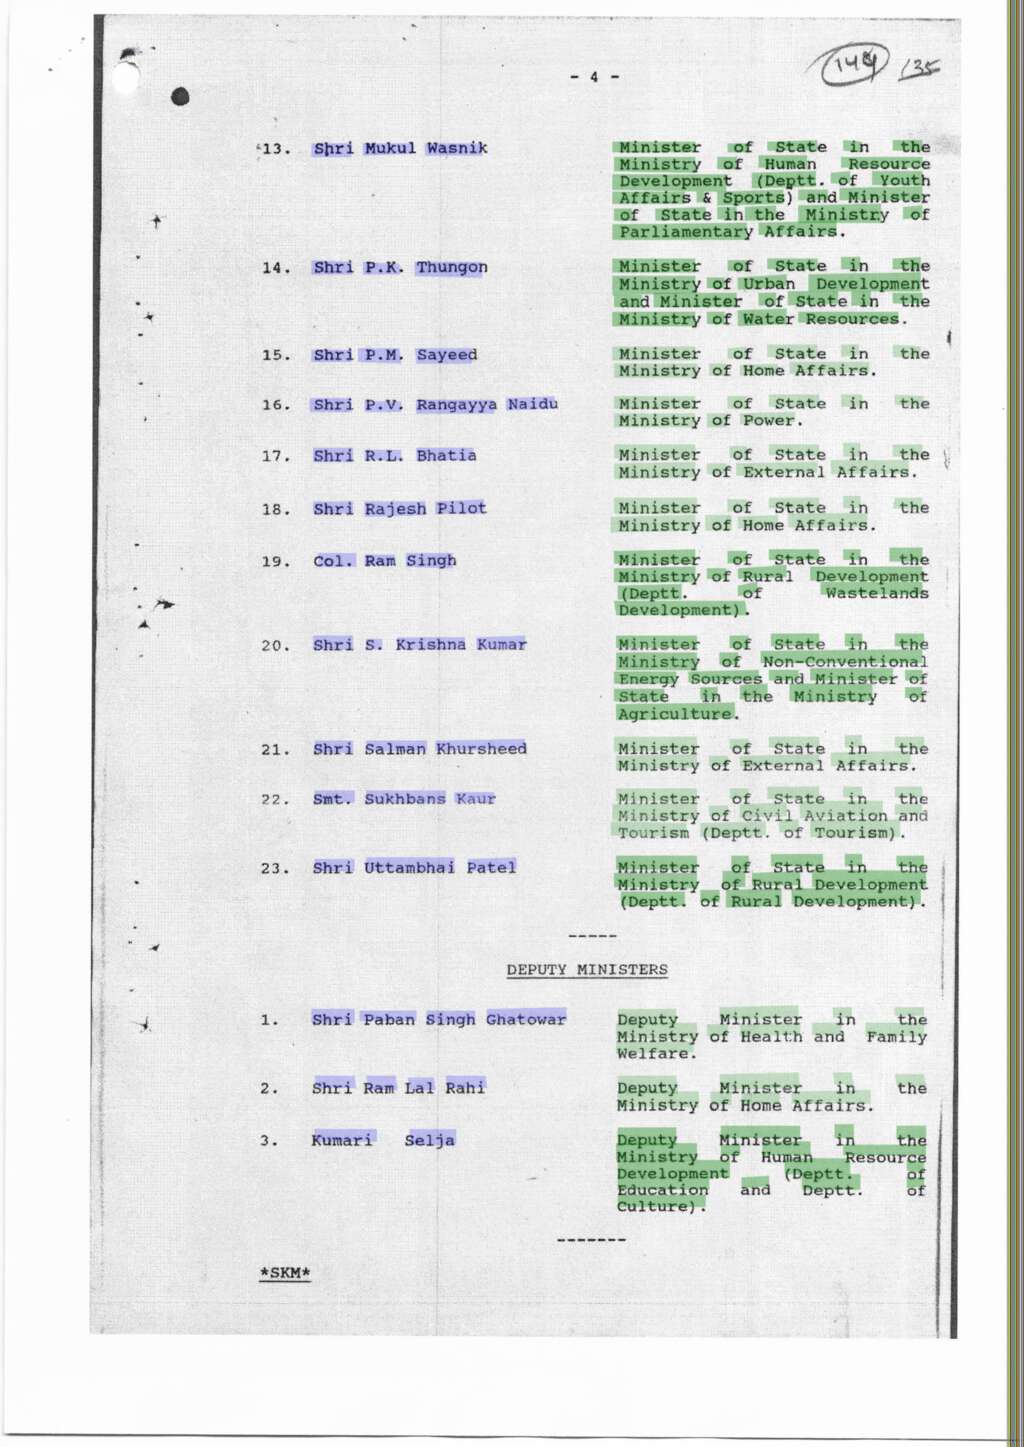 - 4 -
135
13. Shri Mukul Wasnik Minister of State in the
Ministry of Human Resource
Development (Deptt. of Youth
Affairs & Sports) and Minister
of State in the Ministry of
Parliamentary Affairs.
14. Shri P.K. Thungon Minister of State in the
Ministry of Urban Development
and Minister of State in the
Ministry of Water Resources.
15. Shri P.M. Sayeed Minister of State in the
Ministry of Home Affairs.
16. Shri P.V. Rangayya Naidu Minister of State in the
Ministry of Power.
17. Shri R.L. Bhatia Minister of State in the
Ministry of External Affairs.
18. Shri Rajesh Pilot Minister of State in the
Ministry of Home Affairs.
19. Col. Ram Singh Minister of State in the
Ministry of Rural Development
(Deptt. of Wastelands
Development).
20. Shri S. Krishna Kumar Minister of State in the
Ministry of Non-Conventional
Energy Sources and Minister of
State in the Ministry of
Agriculture.
21. Shri Salman Khursheed Minister of State in the
Ministry of External Affairs.
22. Smt. Sukhbans Kaur Minister of State in the
Ministry of Civil Aviation and
Tourism (Deptt. of Tourism).
23. Shri Uttambhai Patel Minister of State in the
Ministry of Rural Development
(Deptt. of Rural Development).
-----
DEPUTY MINISTERS
1. Shri Paban Singh Ghatowar Deputy Minister in the
Ministry of Health and Family
Welfare.
2. Shri Ram Lal Rahi Deputy Minister in the
Ministry of Home Affairs.
3. Kumari Selja Deputy Minister in the
Ministry of Human Resource
Development (Deptt. of
Education and Deptt. of
Culture).
-------
*SKM*